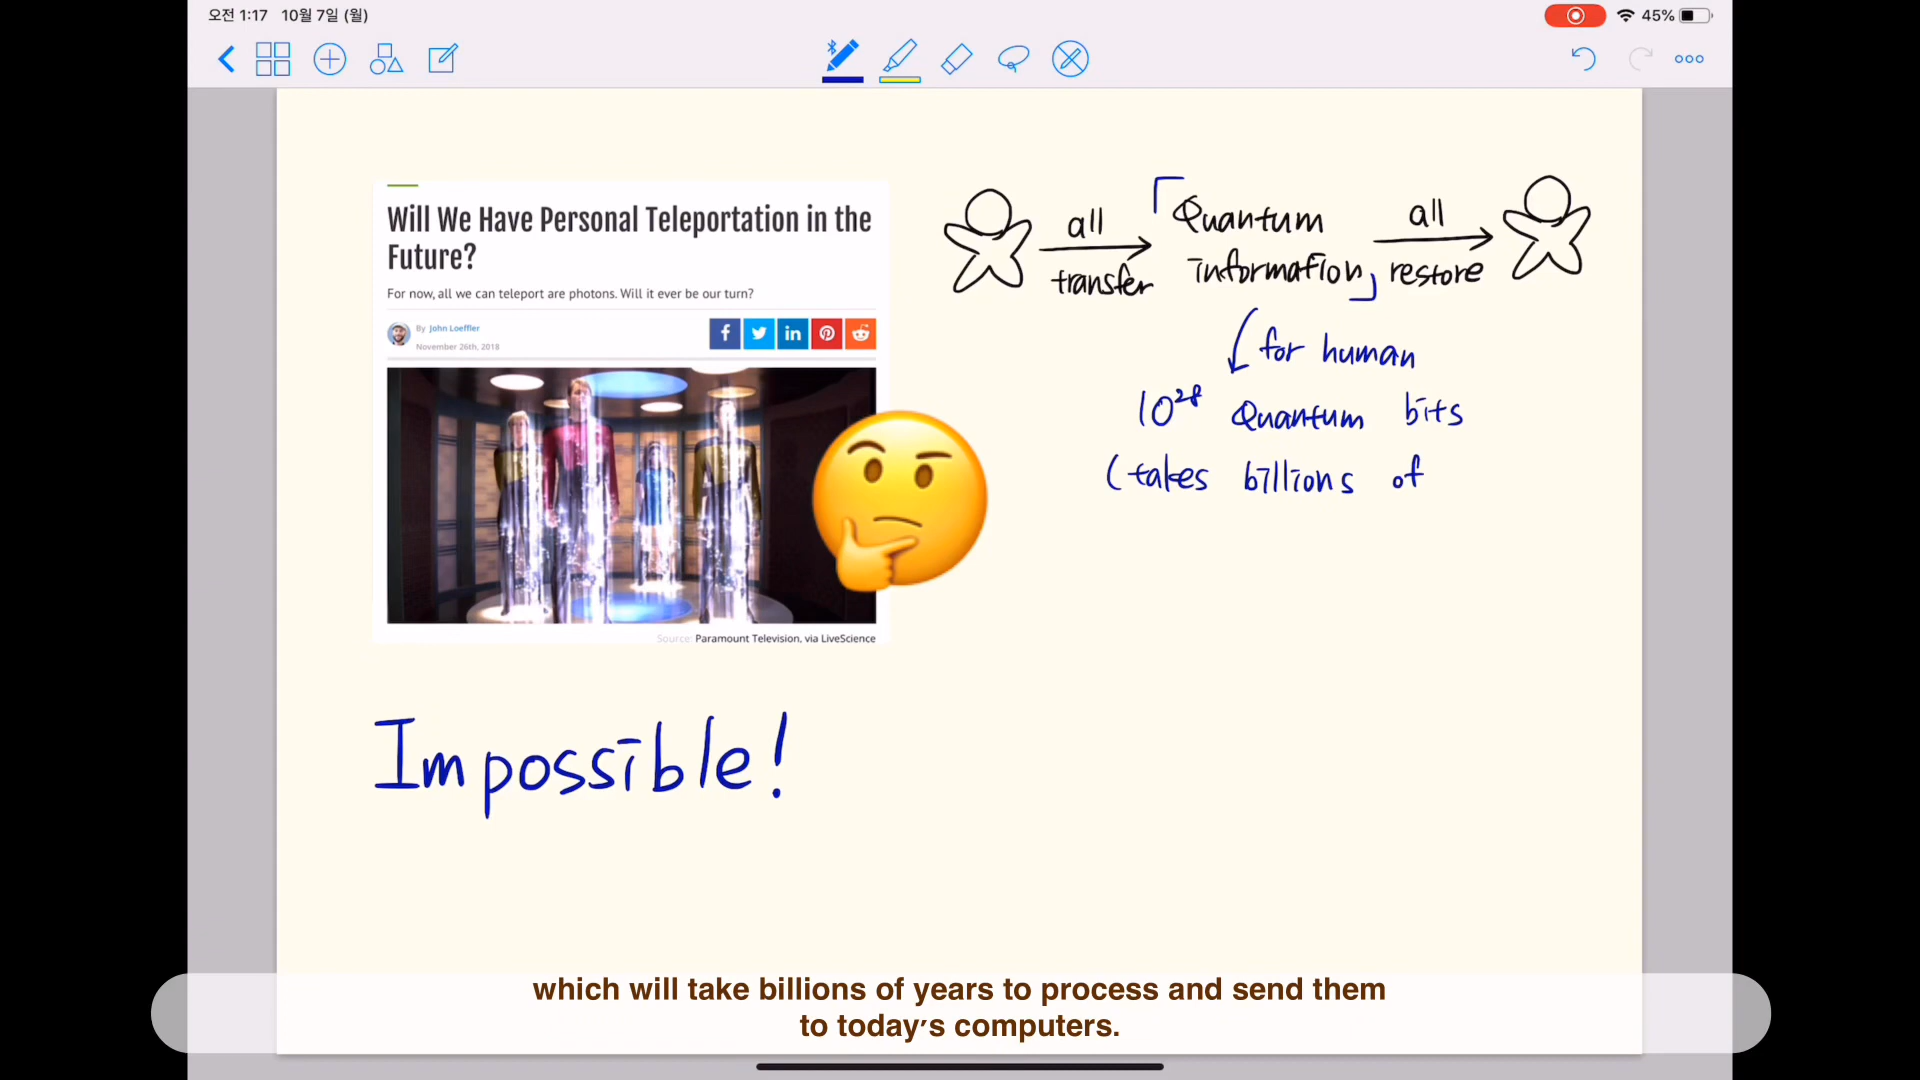 오전 1:17 10월 7일 (월)
45%
Will We Have Personal Teleportation in the
Future?
For now, all we can teleport are photons. Will it ever be our turn?
By John Loeffler
November 26th, 2018
Source: Paramount Television, via LiveScience
all
transfer
「Quantum
information」
all
restore
for human
10²⁸ Quantum bits
(takes billions of
Impossible!
which will take billions of years to process and send them
to today's computers.